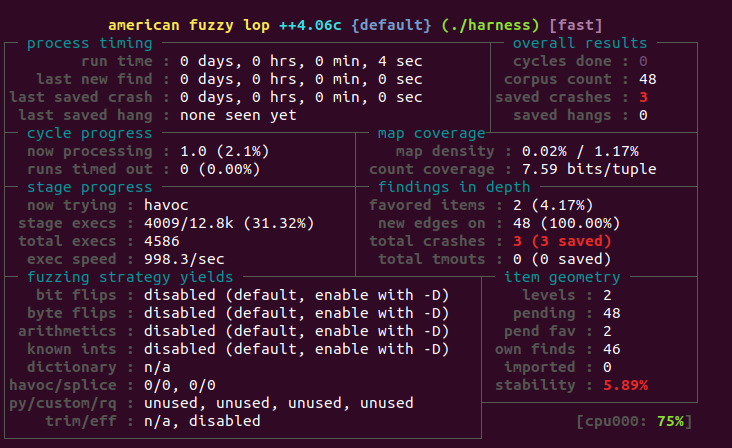 american fuzzy lop ++4.06c {default} (./harness) [fast]
process timing overall results
run time : 0 days, 0 hrs, 0 min, 4 sec cycles done : 0
last new find : 0 days, 0 hrs, 0 min, 0 sec corpus count : 48
last saved crash : 0 days, 0 hrs, 0 min, 0 sec saved crashes : 3
last saved hang : none seen yet saved hangs : 0
cycle progress map coverage
now processing : 1.0 (2.1%) map density : 0.02% / 1.17%
runs timed out : 0 (0.00%) count coverage : 7.59 bits/tuple
stage progress findings in depth
now trying : havoc favored items : 2 (4.17%)
stage execs : 4009/12.8k (31.32%) new edges on : 48 (100.00%)
total execs : 4586 total crashes : 3 (3 saved)
exec speed : 998.3/sec total tmouts : 0 (0 saved)
fuzzing strategy yields item geometry
bit flips : disabled (default, enable with -D) levels : 2
byte flips : disabled (default, enable with -D) pending : 48
arithmetics : disabled (default, enable with -D) pend fav : 2
known ints : disabled (default, enable with -D) own finds : 46
dictionary : n/a imported : 0
havoc/splice : 0/0, 0/0 stability : 5.89%
py/custom/rq : unused, unused, unused, unused
trim/eff : n/a, disabled [cpu000: 75%]